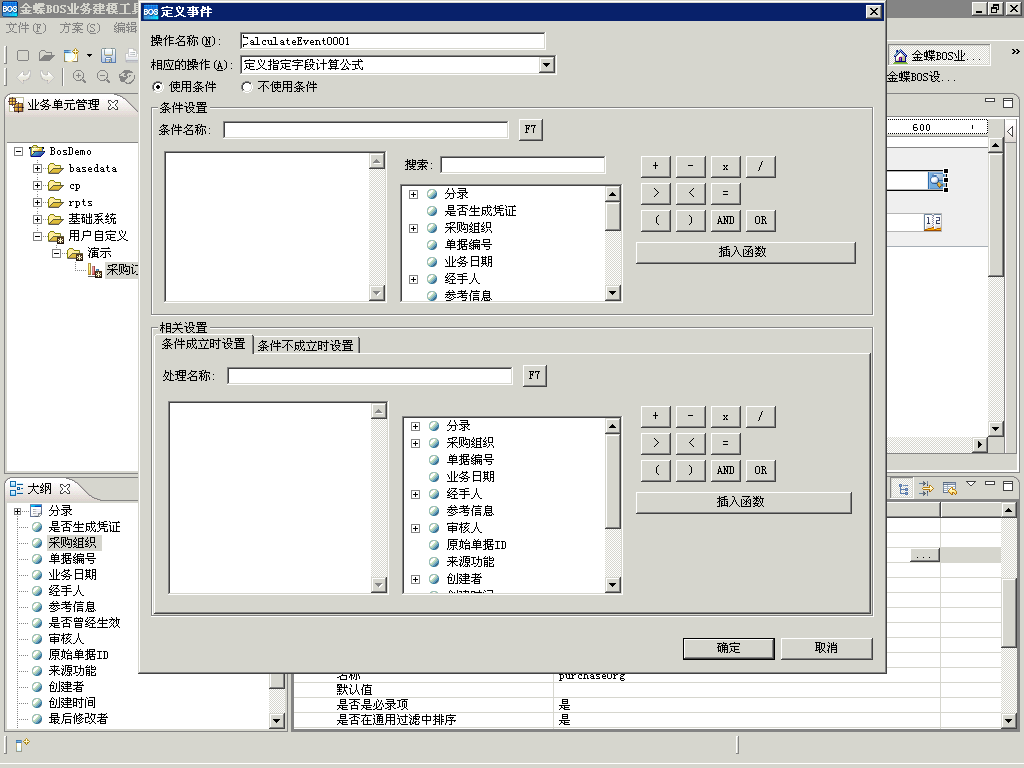 金蝶BOS业务建模工具
文件(F) 方案(S) 编辑
业务单元管理
BosDemo
basedata
cp
rpts
基础系统
用户自定义
演示
采购订
大纲
分录
是否生成凭证
采购组织
单据编号
业务日期
经手人
参考信息
是否曾经生效
审核人
原始单据ID
来源功能
创建者
创建时间
最后修改者
BOS 定义事件
操作名称(N): CalculateEvent0001
相应的操作(A): 定义指定字段计算公式
使用条件 不使用条件
条件设置
条件名称: F7
搜索:
分录
是否生成凭证
采购组织
单据编号
业务日期
经手人
参考信息
+ - x /
> < =
( ) AND OR
插入函数
相关设置
条件成立时设置 条件不成立时设置
处理名称: F7
分录
采购组织
单据编号
业务日期
经手人
参考信息
审核人
原始单据ID
来源功能
创建者
创建时间
+ - x /
> < =
( ) AND OR
插入函数
确定 取消
金蝶BOS业...
金蝶BOS设...
600
12
...
名称 purchaseOrg
默认值
是否是必录项 是
是否在通用过滤中排序 是